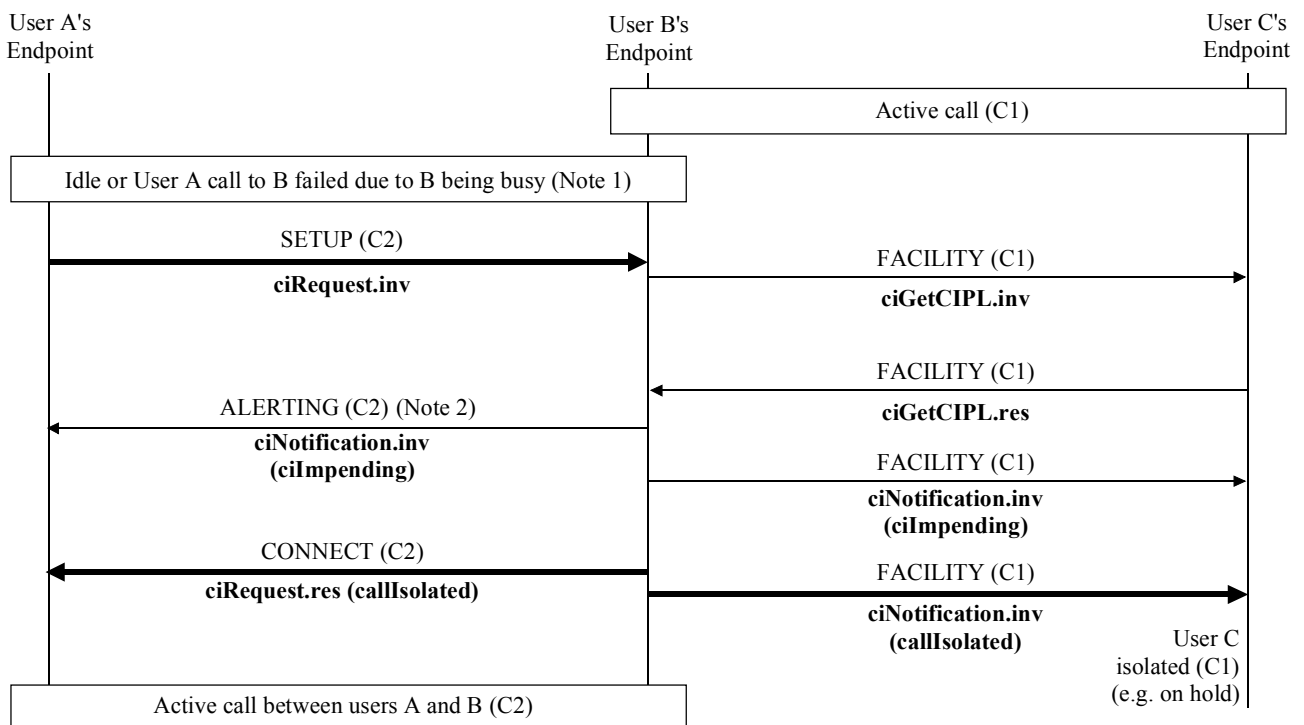 User A's
Endpoint
User B's
Endpoint
User C's
Endpoint
Active call (C1)
Idle or User A call to B failed due to B being busy (Note 1)
SETUP (C2)
ciRequest.inv
FACILITY (C1)
ciGetCIPL.inv
FACILITY (C1)
ciGetCIPL.res
ALERTING (C2) (Note 2)
ciNotification.inv
(ciImpending)
FACILITY (C1)
ciNotification.inv
(ciImpending)
CONNECT (C2)
ciRequest.res (callIsolated)
FACILITY (C1)
ciNotification.inv
(callIsolated)
User C
isolated (C1)
(e.g. on hold)
Active call between users A and B (C2)